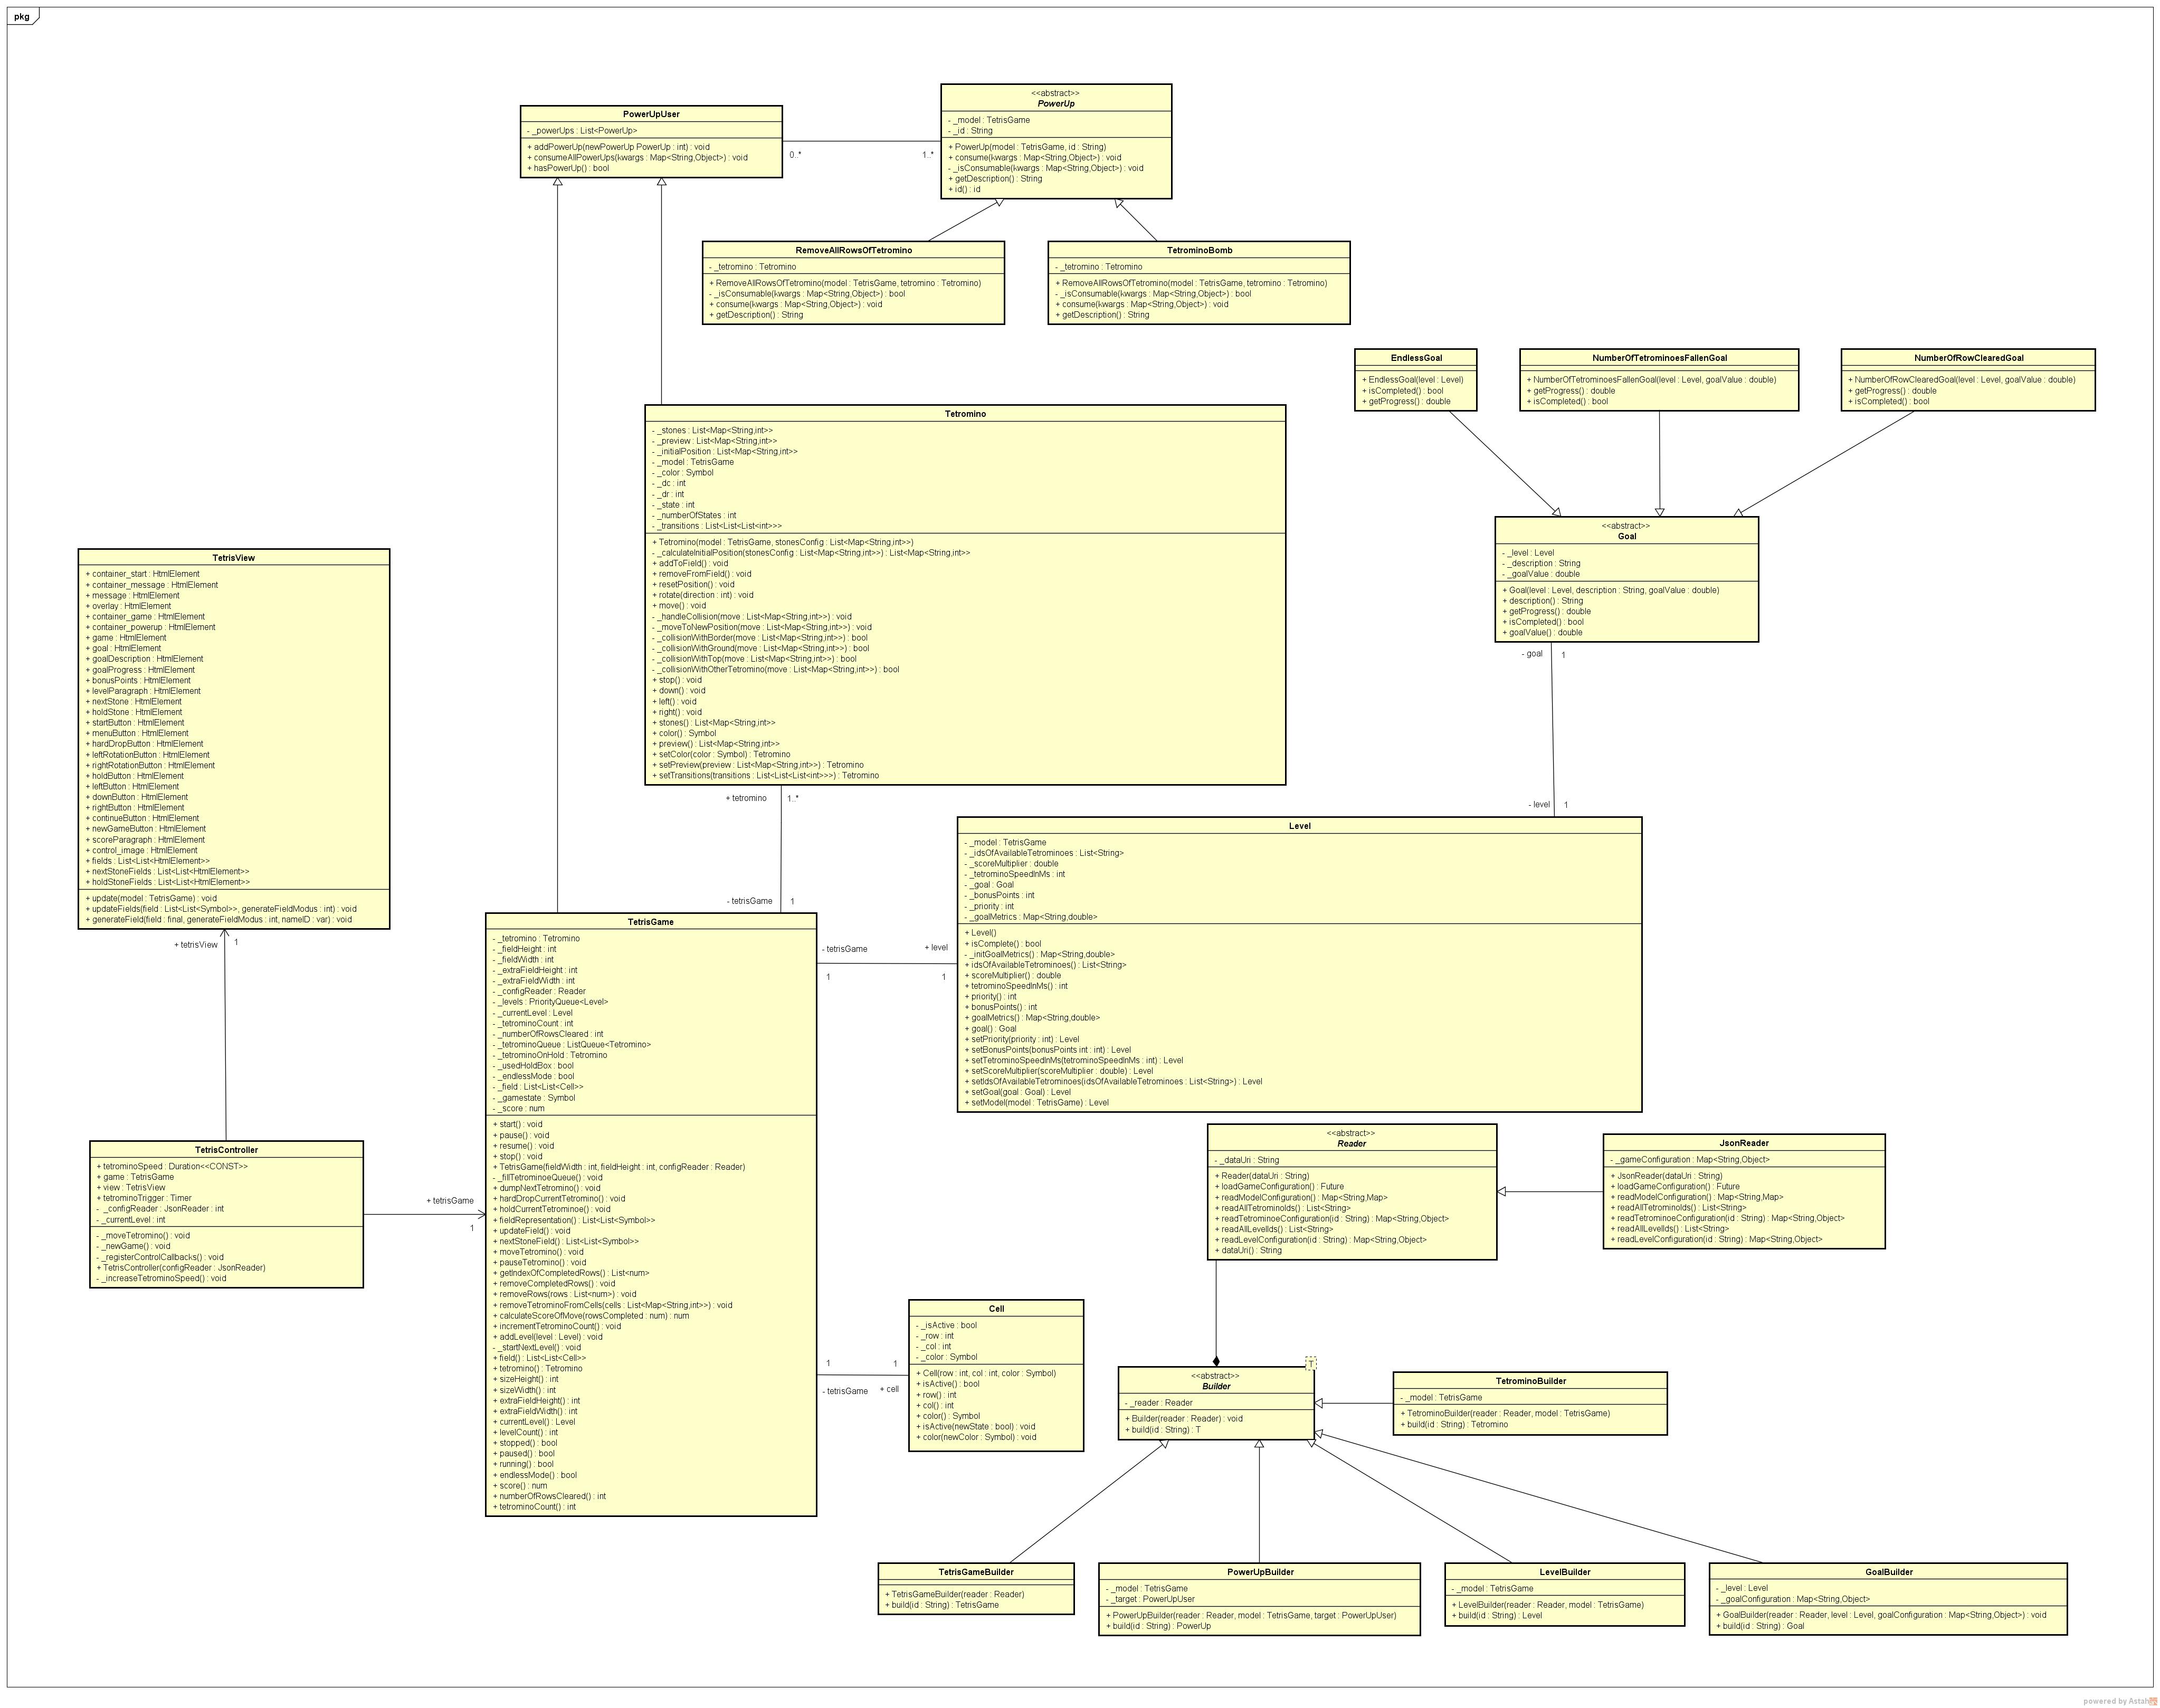 pkg
PowerUpUser
- _powerUps : List<PowerUp>
+ addPowerUp(newPowerUp PowerUp : int) : void
+ consumeAllPowerUps(kwargs : Map<String,Object>) : void
+ hasPowerUp() : bool
0..*
1..*
<<abstract>>
PowerUp
- _model : TetrisGame
- _id : String
+ PowerUp(model : TetrisGame, id : String)
+ consume(kwargs : Map<String,Object>) : void
- _isConsumable(kwargs : Map<String,Object>) : void
+ getDescription() : String
+ id() : id
RemoveAllRowsOfTetromino
- _tetromino : Tetromino
+ RemoveAllRowsOfTetromino(model : TetrisGame, tetromino : Tetromino)
- _isConsumable(kwargs : Map<String,Object>) : bool
+ consume(kwargs : Map<String,Object>) : void
+ getDescription() : String
TetrominoBomb
- _tetromino : Tetromino
+ RemoveAllRowsOfTetromino(model : TetrisGame, tetromino : Tetromino)
- _isConsumable(kwargs : Map<String,Object>) : bool
+ consume(kwargs : Map<String,Object>) : void
+ getDescription() : String
EndlessGoal
+ EndlessGoal(level : Level)
+ isCompleted() : bool
+ getProgress() : double
NumberOfTetrominoesFallenGoal
+ NumberOfTetrominoesFallenGoal(level : Level, goalValue : double)
+ getProgress() : double
+ isCompleted() : bool
NumberOfRowClearedGoal
+ NumberOfRowClearedGoal(level : Level, goalValue : double)
+ getProgress() : double
+ isCompleted() : bool
Tetromino
- _stones : List<Map<String,int>>
- _preview : List<Map<String,int>>
- _initialPosition : List<Map<String,int>>
- _model : TetrisGame
- _color : Symbol
- _dc : int
- _dr : int
- _state : int
- _numberOfStates : int
- _transitions : List<List<List<int>>>
+ Tetromino(model : TetrisGame, stonesConfig : List<Map<String,int>>)
- _calculateInitialPosition(stonesConfig : List<Map<String,int>>) : List<Map<String,int>>
+ addToField() : void
+ removeFromField() : void
+ resetPosition() : void
+ rotate(direction : int) : void
+ move() : void
- _handleCollision(move : List<Map<String,int>>) : void
- _moveToNewPosition(move : List<Map<String,int>>) : void
- _collisionWithBorder(move : List<Map<String,int>>) : bool
- _collisionWithGround(move : List<Map<String,int>>) : bool
- _collisionWithTop(move : List<Map<String,int>>) : bool
- _collisionWithOtherTetromino(move : List<Map<String,int>>) : bool
+ stop() : void
+ down() : void
+ left() : void
+ right() : void
+ stones() : List<Map<String,int>>
+ color() : Symbol
+ preview() : List<Map<String,int>>
+ setColor(color : Symbol) : Tetromino
+ setPreview(preview : List<Map<String,int>>) : Tetromino
+ setTransitions(transitions : List<List<List<int>>>) : Tetromino
+ tetromino
1..*
- tetrisGame
1
<<abstract>>
Goal
- _level : Level
- _description : String
- _goalValue : double
+ Goal(level : Level, description : String, goalValue : double)
+ description() : String
+ getProgress() : double
+ isCompleted() : bool
+ goalValue() : double
- goal
1
- level
1
TetrisView
+ container_start : HtmlElement
+ container_message : HtmlElement
+ message : HtmlElement
+ overlay : HtmlElement
+ container_game : HtmlElement
+ container_powerup : HtmlElement
+ game : HtmlElement
+ goal : HtmlElement
+ goalDescription : HtmlElement
+ goalProgress : HtmlElement
+ bonusPoints : HtmlElement
+ levelParagraph : HtmlElement
+ nextStone : HtmlElement
+ holdStone : HtmlElement
+ startButton : HtmlElement
+ menuButton : HtmlElement
+ hardDropButton : HtmlElement
+ leftRotationButton : HtmlElement
+ rightRotationButton : HtmlElement
+ holdButton : HtmlElement
+ leftButton : HtmlElement
+ downButton : HtmlElement
+ rightButton : HtmlElement
+ continueButton : HtmlElement
+ newGameButton : HtmlElement
+ scoreParagraph : HtmlElement
+ control_image : HtmlElement
+ fields : List<List<HtmlElement>>
+ nextStoneFields : List<List<HtmlElement>>
+ holdStoneFields : List<List<HtmlElement>>
+ update(model : TetrisGame) : void
+ updateFields(field : List<List<Symbol>>, generateFieldModus : int) : void
+ generateField(field : final, generateFieldModus : int, nameID : var) : void
+ tetrisView
1
Level
- _model : TetrisGame
- _idsOfAvailableTetrominoes : List<String>
- _scoreMultiplier : double
- _tetrominoSpeedInMs : int
- _goal : Goal
- _bonusPoints : int
- _priority : int
- _goalMetrics : Map<String,double>
+ Level()
+ isComplete() : bool
- _initGoalMetrics() : Map<String,double>
+ idsOfAvailableTetrominoes() : List<String>
+ scoreMultiplier() : double
+ tetrominoSpeedInMs() : int
+ priority() : int
+ bonusPoints() : int
+ goalMetrics() : Map<String,double>
+ goal() : Goal
+ setPriority(priority : int) : Level
+ setBonusPoints(bonusPoints int : int) : Level
+ setTetrominoSpeedInMs(tetrominoSpeedInMs : int) : Level
+ setScoreMultiplier(scoreMultiplier : double) : Level
+ setIdsOfAvailableTetrominoes(idsOfAvailableTetrominoes : List<String>) : Level
+ setGoal(goal : Goal) : Level
+ setModel(model : TetrisGame) : Level
TetrisGame
- _tetromino : Tetromino
- _fieldHeight : int
- _fieldWidth : int
- _extraFieldHeight : int
- _extraFieldWidth : int
- _configReader : Reader
- _levels : PriorityQueue<Level>
- _currentLevel : Level
- _tetrominoCount : int
- _numberOfRowsCleared : int
- _tetrominoQueue : ListQueue<Tetromino>
- _tetrominoOnHold : Tetromino
- _usedHoldBox : bool
- _endlessMode : bool
- _field : List<List<Cell>>
- _gamestate : Symbol
- _score : num
+ start() : void
+ pause() : void
+ resume() : void
+ stop() : void
+ TetrisGame(fieldWidth : int, fieldHeight : int, configReader : Reader)
- _fillTetrominoeQueue() : void
+ dumpNextTetromino() : void
+ hardDropCurrentTetromino() : void
+ holdCurrentTetrominoe() : void
+ fieldRepresentation() : List<List<Symbol>>
+ updateField() : void
+ nextStoneField() : List<List<Symbol>>
+ moveTetromino() : void
+ pauseTetromino() : void
+ getIndexOfCompletedRows() : List<num>
+ removeCompletedRows() : void
+ removeRows(rows : List<num>) : void
+ removeTetrominoFromCells(cells : List<Map<String,int>>) : void
+ calculateScoreOfMove(rowsCompleted : num) : num
+ incrementTetrominoCount() : void
+ addLevel(level : Level) : void
- _startNextLevel() : void
+ field() : List<List<Cell>>
+ tetromino() : Tetromino
+ sizeHeight() : int
+ sizeWidth() : int
+ extraFieldHeight() : int
+ extraFieldWidth() : int
+ currentLevel() : Level
+ levelCount() : int
+ stopped() : bool
+ paused() : bool
+ running() : bool
+ endlessMode() : bool
+ score() : num
+ numberOfRowsCleared() : int
+ tetrominoCount() : int
- tetrisGame
+ level
1
1
TetrisController
+ tetrominoSpeed : Duration<<CONST>>
+ game : TetrisGame
+ view : TetrisView
+ tetrominoTrigger : Timer
- _configReader : JsonReader : int
- _currentLevel : int
- _moveTetromino() : void
- _newGame() : void
- _registerControlCallbacks() : void
+ TetrisController(configReader : JsonReader)
- _increaseTetrominoSpeed() : void
+ tetrisGame
1
<<abstract>>
Reader
- _dataUri : String
+ Reader(dataUri : String)
+ loadGameConfiguration() : Future
+ readModelConfiguration() : Map<String,Map>
+ readAllTetrominoIds() : List<String>
+ readTetrominoeConfiguration(id : String) : Map<String,Object>
+ readAllLevelIds() : List<String>
+ readLevelConfiguration(id : String) : Map<String,Object>
+ dataUri() : String
JsonReader
- _gameConfiguration : Map<String,Object>
+ JsonReader(dataUri : String)
+ loadGameConfiguration() : Future
+ readModelConfiguration() : Map<String,Map>
+ readAllTetrominoIds() : List<String>
+ readTetrominoeConfiguration(id : String) : Map<String,Object>
+ readAllLevelIds() : List<String>
+ readLevelConfiguration(id : String) : Map<String,Object>
Cell
- _isActive : bool
- _row : int
- _col : int
- _color : Symbol
+ Cell(row : int, col : int, color : Symbol)
+ isActive() : bool
+ row() : int
+ col() : int
+ color() : Symbol
+ isActive(newState : bool) : void
+ color(newColor : Symbol) : void
1
1
- tetrisGame
+ cell
T
<<abstract>>
Builder
- _reader : Reader
+ Builder(reader : Reader) : void
+ build(id : String) : T
TetrominoBuilder
- _model : TetrisGame
+ TetrominoBuilder(reader : Reader, model : TetrisGame)
+ build(id : String) : Tetromino
TetrisGameBuilder
+ TetrisGameBuilder(reader : Reader)
+ build(id : String) : TetrisGame
PowerUpBuilder
- _model : TetrisGame
- _target : PowerUpUser
+ PowerUpBuilder(reader : Reader, model : TetrisGame, target : PowerUpUser)
+ build(id : String) : PowerUp
LevelBuilder
- _model : TetrisGame
+ LevelBuilder(reader : Reader, model : TetrisGame)
+ build(id : String) : Level
GoalBuilder
- _level : Level
- _goalConfiguration : Map<String,Object>
+ GoalBuilder(reader : Reader, level : Level, goalConfiguration : Map<String,Object>) : void
+ build(id : String) : Goal
powered by Astah